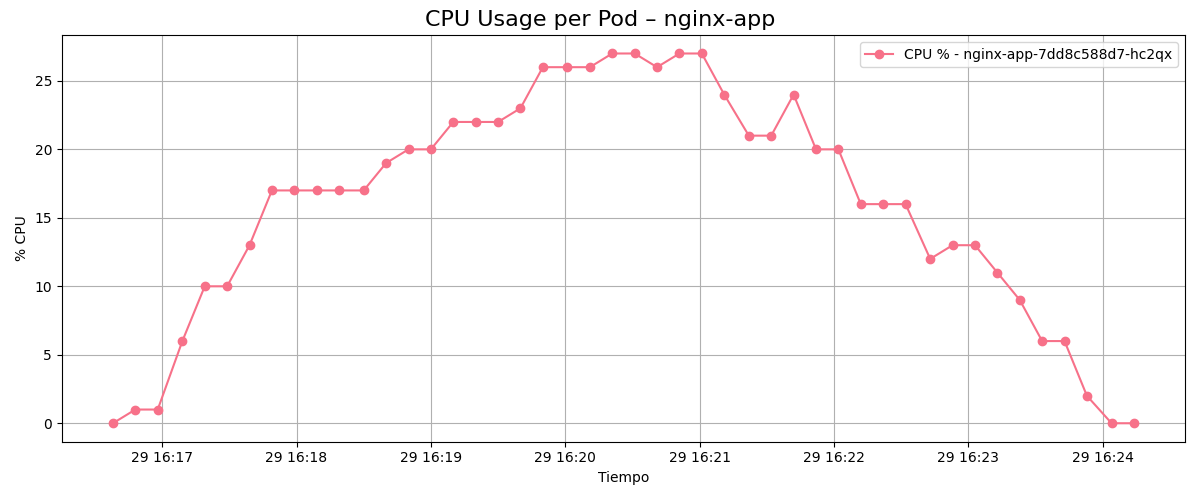 CPU Usage per Pod – nginx-app
CPU % - nginx-app-7dd8c588d7-hc2qx
% CPU
25
20
15
10
5
0
29 16:17 29 16:18 29 16:19 29 16:20 29 16:21 29 16:22 29 16:23 29 16:24
Tiempo